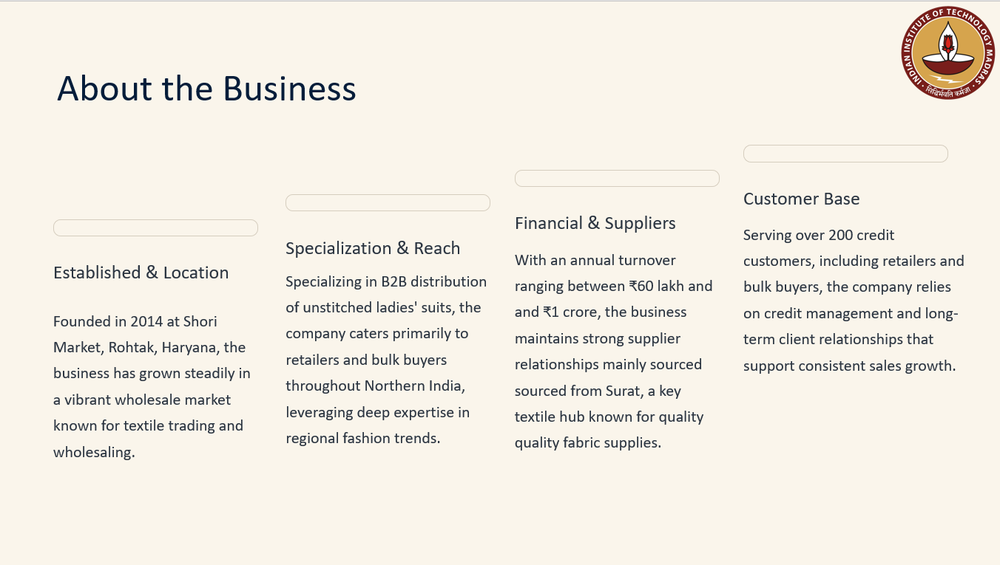 INDIAN INSTITUTE OF TECHNOLOGY MADRAS
सिद्धिर्भवति कर्मजा
About the Business
Established & Location
Founded in 2014 at Shori
Market, Rohtak, Haryana, the
business has grown steadily in
a vibrant wholesale market
known for textile trading and
wholesaling.
Specialization & Reach
Specializing in B2B distribution
of unstitched ladies' suits, the
company caters primarily to
retailers and bulk buyers
throughout Northern India,
leveraging deep expertise in
regional fashion trends.
Financial & Suppliers
With an annual turnover
ranging between ₹60 lakh and
and ₹1 crore, the business
maintains strong supplier
relationships mainly sourced
sourced from Surat, a key
textile hub known for quality
quality fabric supplies.
Customer Base
Serving over 200 credit
customers, including retailers and
bulk buyers, the company relies
on credit management and long-
term client relationships that
support consistent sales growth.